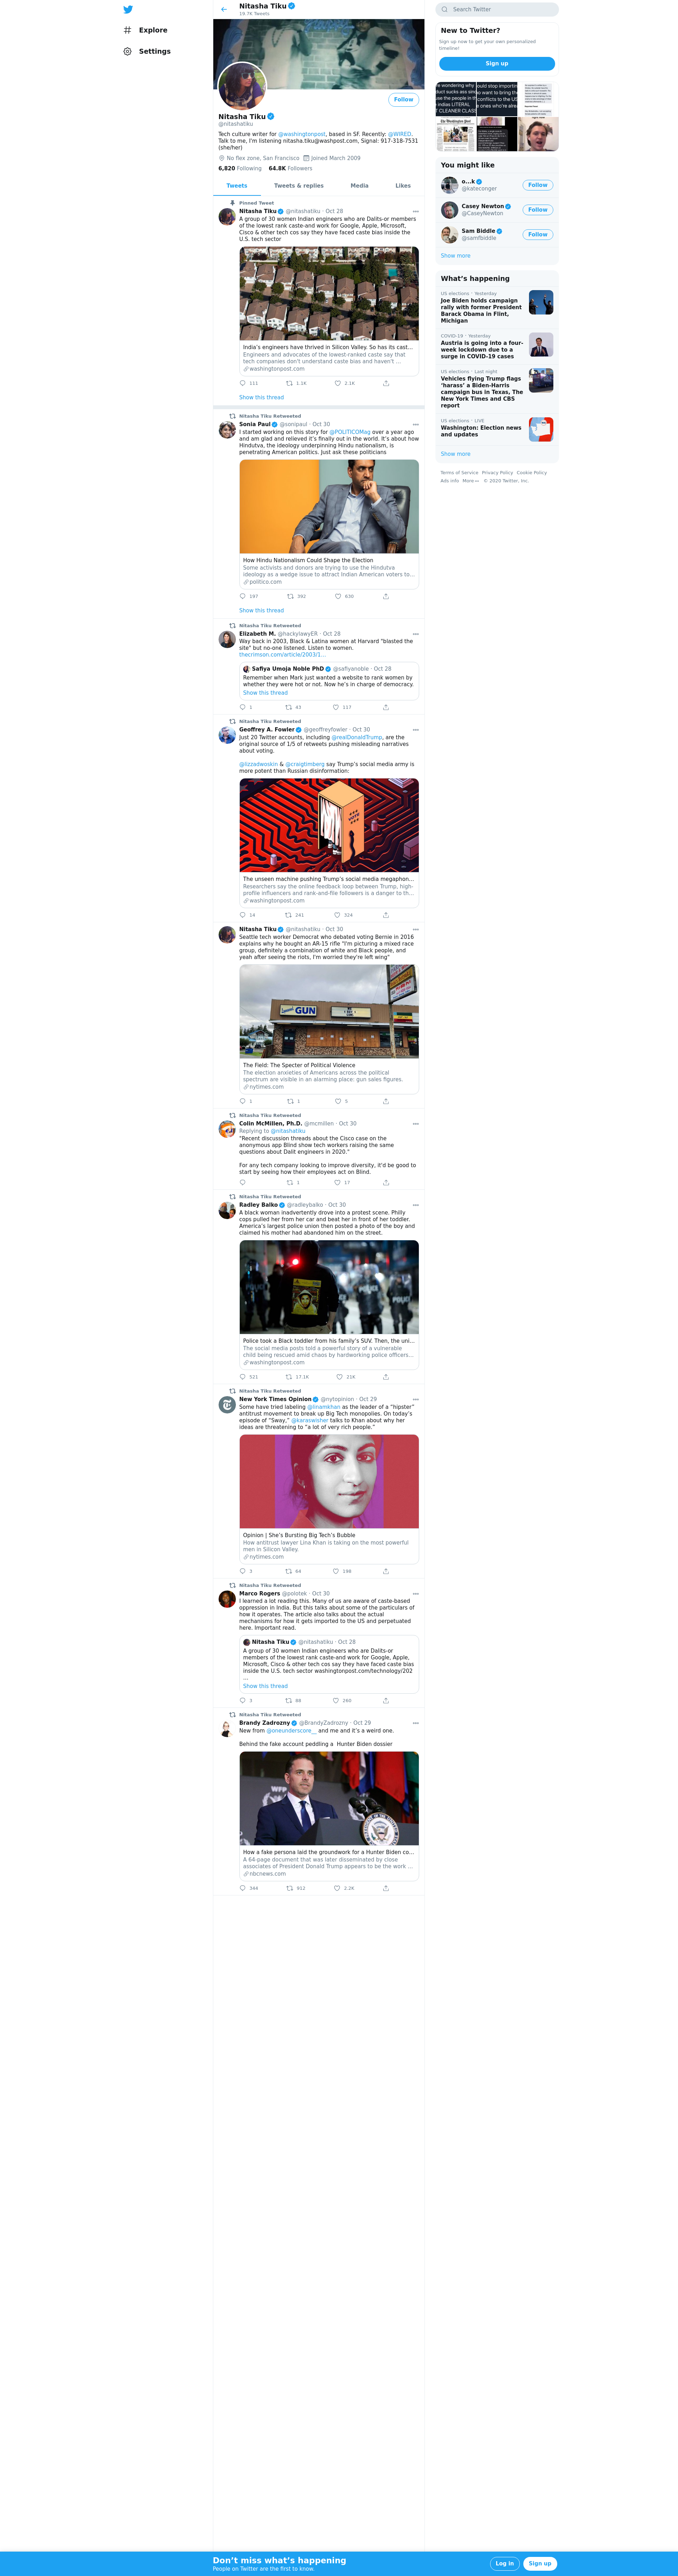 Explore
Settings
Nitasha Tiku
19.7K Tweets
Follow
Nitasha Tiku
@nitashatiku
Tech culture writer for @washingtonpost, based in SF. Recently: @WIRED.
Talk to me, I'm listening nitasha.tiku@washpost.com, Signal: 917-318-7531
(she/her)
No flex zone, San Francisco Joined March 2009
6,820 Following 64.8K Followers
Tweets Tweets & replies Media Likes
Pinned Tweet
Nitasha Tiku @nitashatiku · Oct 28
A group of 30 women Indian engineers who are Dalits-or members
of the lowest rank caste-and work for Google, Apple, Microsoft,
Cisco & other tech cos say they have faced caste bias inside the
U.S. tech sector
India's engineers have thrived in Silicon Valley. So has its cast...
Engineers and advocates of the lowest-ranked caste say that
tech companies don't understand caste bias and haven't ...
washingtonpost.com
111 1.1K 2.1K
Show this thread
Nitasha Tiku Retweeted
Sonia Paul @sonipaul · Oct 30
I started working on this story for @POLITICOMag over a year ago
and am glad and relieved it's finally out in the world. It's about how
Hindutva, the ideology underpinning Hindu nationalism, is
penetrating American politics. Just ask these politicians
How Hindu Nationalism Could Shape the Election
Some activists and donors are trying to use the Hindutva
ideology as a wedge issue to attract Indian American voters to...
politico.com
197 392 630
Show this thread
Nitasha Tiku Retweeted
Elizabeth M. @hackylawyER · Oct 28
Way back in 2003, Black & Latina women at Harvard "blasted the
site" but no-one listened. Listen to women.
thecrimson.com/article/2003/1...
Safiya Umoja Noble PhD @safiyanoble · Oct 28
Remember when Mark just wanted a website to rank women by
whether they were hot or not. Now he's in charge of democracy.
Show this thread
1 43 117
Nitasha Tiku Retweeted
Geoffrey A. Fowler @geoffreyfowler · Oct 30
Just 20 Twitter accounts, including @realDonaldTrump, are the
original source of 1/5 of retweets pushing misleading narratives
about voting.
@lizzadwoskin & @craigtimberg say Trump's social media army is
more potent than Russian disinformation:
The unseen machine pushing Trump's social media megaphon...
Researchers say the online feedback loop between Trump, high-
profile influencers and rank-and-file followers is a danger to th...
washingtonpost.com
14 241 324
Nitasha Tiku @nitashatiku · Oct 30
Seattle tech worker Democrat who debated voting Bernie in 2016
explains why he bought an AR-15 rifle "I'm picturing a mixed race
group, definitely a combination of white and Black people, and
yeah after seeing the riots, I'm worried they're left wing"
GUN
The Field: The Specter of Political Violence
The election anxieties of Americans across the political
spectrum are visible in an alarming place: gun sales figures.
nytimes.com
1 1 5
Nitasha Tiku Retweeted
Colin McMillen, Ph.D. @mcmillen · Oct 30
Replying to @nitashatiku
"Recent discussion threads about the Cisco case on the
anonymous app Blind show tech workers raising the same
questions about Dalit engineers in 2020."
For any tech company looking to improve diversity, it'd be good to
start by seeing how their employees act on Blind.
1 17
Nitasha Tiku Retweeted
Radley Balko @radleybalko · Oct 30
A black woman inadvertently drove into a protest scene. Philly
cops pulled her from her car and beat her in front of her toddler.
America's largest police union then posted a photo of the boy and
claimed his mother had abandoned him on the street.
POLICE
Police took a Black toddler from his family's SUV. Then, the uni...
The social media posts told a powerful story of a vulnerable
child being rescued amid chaos by hardworking police officers...
washingtonpost.com
521 17.1K 21K
Nitasha Tiku Retweeted
New York Times Opinion @nytopinion · Oct 29
Some have tried labeling @linamkhan as the leader of a "hipster"
antitrust movement to break up Big Tech monopolies. On today's
episode of "Sway," @karaswisher talks to Khan about why her
ideas are threatening to "a lot of very rich people."
Opinion | She's Bursting Big Tech's Bubble
How antitrust lawyer Lina Khan is taking on the most powerful
men in Silicon Valley.
nytimes.com
3 64 198
Nitasha Tiku Retweeted
Marco Rogers @polotek · Oct 30
I learned a lot reading this. Many of us are aware of caste-based
oppression in India. But this talks about some of the particulars of
how it operates. The article also talks about the actual
mechanisms for how it gets imported to the US and perpetuated
here. Important read.
Nitasha Tiku @nitashatiku · Oct 28
A group of 30 women Indian engineers who are Dalits-or
members of the lowest rank caste-and work for Google, Apple,
Microsoft, Cisco & other tech cos say they have faced caste bias
inside the U.S. tech sector washingtonpost.com/technology/202
...
Show this thread
3 88 260
Nitasha Tiku Retweeted
Brandy Zadrozny @BrandyZadrozny · Oct 29
New from @oneunderscore__ and me and it's a weird one.
Behind the fake account peddling a Hunter Biden dossier
How a fake persona laid the groundwork for a Hunter Biden co...
A 64-page document that was later disseminated by close
associates of President Donald Trump appears to be the work ...
nbcnews.com
344 912 2.2K
Search Twitter
New to Twitter?
Sign up now to get your own personalized
timeline!
Sign up
You might like
o...k
@kateconger
Follow
Casey Newton
@CaseyNewton
Follow
Sam Biddle
@samfbiddle
Follow
Show more
What's happening
US elections · Yesterday
Joe Biden holds campaign
rally with former President
Barack Obama in Flint,
Michigan
COVID-19 · Yesterday
Austria is going into a four-
week lockdown due to a
surge in COVID-19 cases
US elections · Last night
Vehicles flying Trump flags
'harass' a Biden-Harris
campaign bus in Texas, The
New York Times and CBS
report
US elections · LIVE
Washington: Election news
and updates
Show more
Terms of Service Privacy Policy Cookie Policy
Ads info More © 2020 Twitter, Inc.
Don't miss what's happening
People on Twitter are the first to know.
Log in Sign up